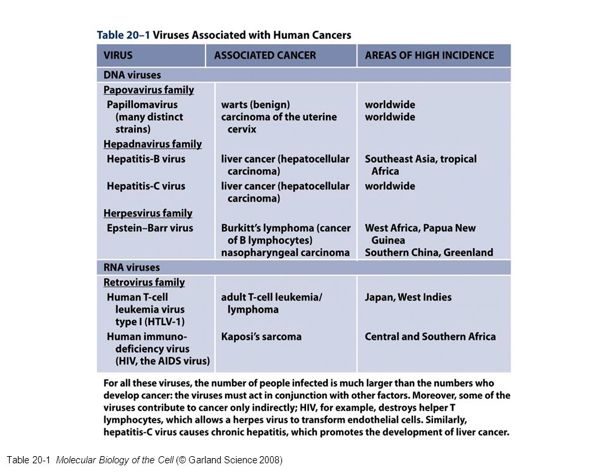 Table 20–1 Viruses Associated with Human Cancers
VIRUS ASSOCIATED CANCER AREAS OF HIGH INCIDENCE
DNA viruses
Papovavirus family
Papillomavirus warts (benign) worldwide
(many distinct carcinoma of the uterine worldwide
strains) cervix
Hepadnavirus family
Hepatitis-B virus liver cancer (hepatocellular Southeast Asia, tropical
carcinoma) Africa
Hepatitis-C virus liver cancer (hepatocellular worldwide
carcinoma)
Herpesvirus family
Epstein–Barr virus Burkitt's lymphoma (cancer West Africa, Papua New
of B lymphocytes) Guinea
nasopharyngeal carcinoma Southern China, Greenland
RNA viruses
Retrovirus family
Human T-cell adult T-cell leukemia/ Japan, West Indies
leukemia virus lymphoma
type I (HTLV-1)
Human immuno- Kaposi's sarcoma Central and Southern Africa
deficiency virus
(HIV, the AIDS virus)
For all these viruses, the number of people infected is much larger than the numbers who
develop cancer: the viruses must act in conjunction with other factors. Moreover, some of the
viruses contribute to cancer only indirectly; HIV, for example, destroys helper T
lymphocytes, which allows a herpes virus to transform endothelial cells. Similarly,
hepatitis-C virus causes chronic hepatitis, which promotes the development of liver cancer.
Table 20-1 Molecular Biology of the Cell (© Garland Science 2008)